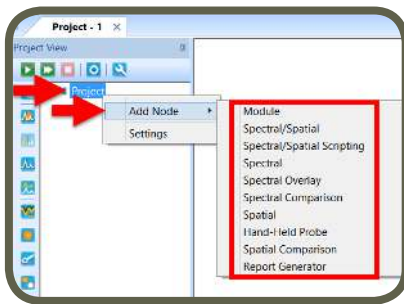 Project - 1 ×
Project View
Project
Add Node
Settings
Module
Spectral/Spatial
Spectral/Spatial Scripting
Spectral
Spectral Overlay
Spectral Comparison
Spatial
Hand-Held Probe
Spatial Comparison
Report Generator